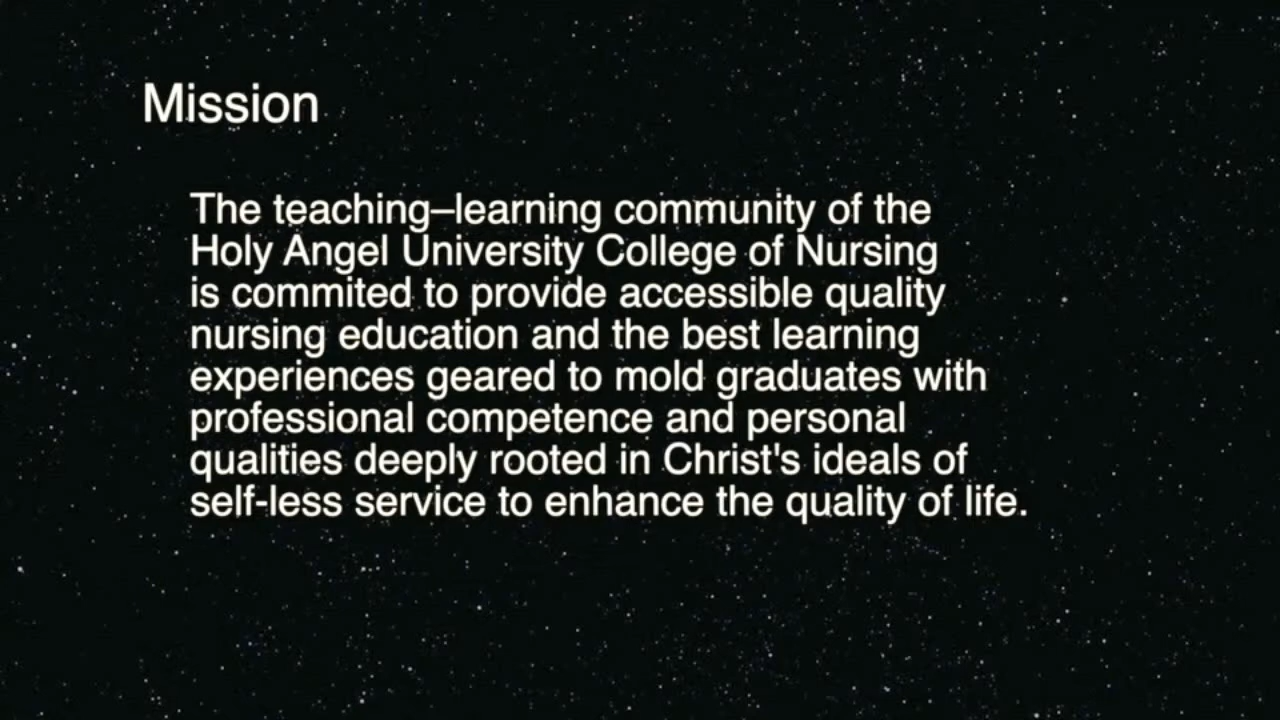 Mission
The teaching–learning community of the
Holy Angel University College of Nursing
is commited to provide accessible quality
nursing education and the best learning
experiences geared to mold graduates with
professional competence and personal
qualities deeply rooted in Christ's ideals of
self-less service to enhance the quality of life.